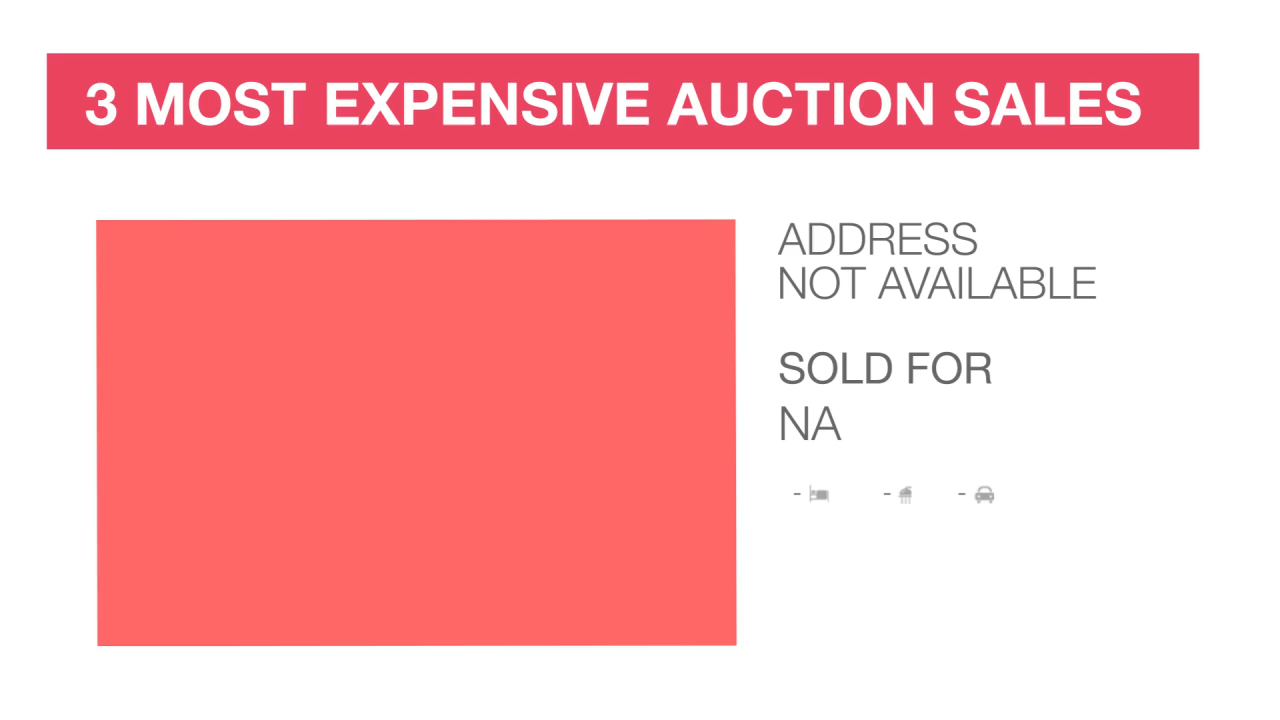 3 MOST EXPENSIVE AUCTION SALES
ADDRESS
NOT AVAILABLE
SOLD FOR
NA
- - -